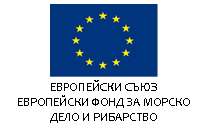 ЕВРОПЕЙСКИ СЪЮЗ
ЕВРОПЕЙСКИ ФОНД ЗА МОРСКО
ДЕЛО И РИБАРСТВО